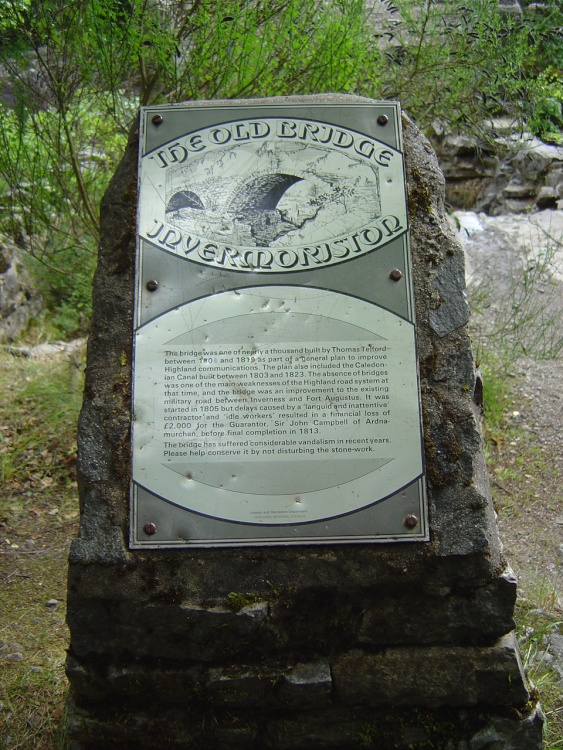 THE OLD BRIDGE
INVERMORISTON
The bridge was one of nearly a thousand built by Thomas Telford
between 1804 and 1819 as part of a general plan to improve
Highland communications. The plan also included the Caledon-
ian Canal built between 1803 and 1823. The absence of bridges
was one of the main weaknesses of the Highland road system at
that time, and the bridge was an improvement to the existing
military road between Inverness and Fort Augustus. It was
started in 1805 but delays caused by a 'languid and inattentive
contractor' and 'idle workers' resulted in a financial loss of
£2,000 for the Guarantor, Sir John Campbell of Ardna-
murchan, before final completion in 1813.
The bridge has suffered considerable vandalism in recent years.
Please help conserve it by not disturbing the stone-work.